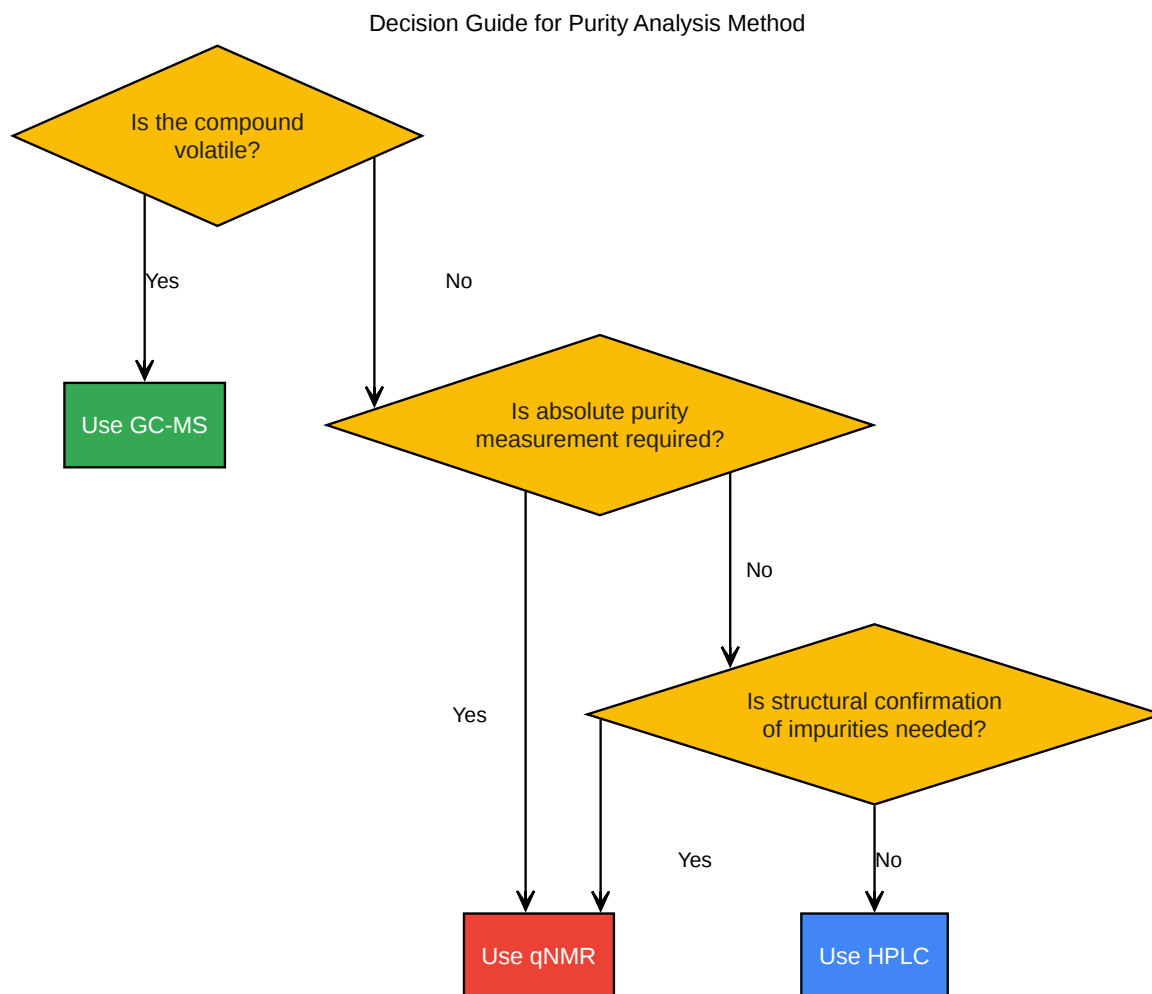 Decision Guide for Purity Analysis Method
Is the compound
volatile?
Yes
No
Use GC-MS
Is absolute purity
measurement required?
No
Yes
Is structural confirmation
of impurities needed?
Yes
No
Use qNMR
Use HPLC